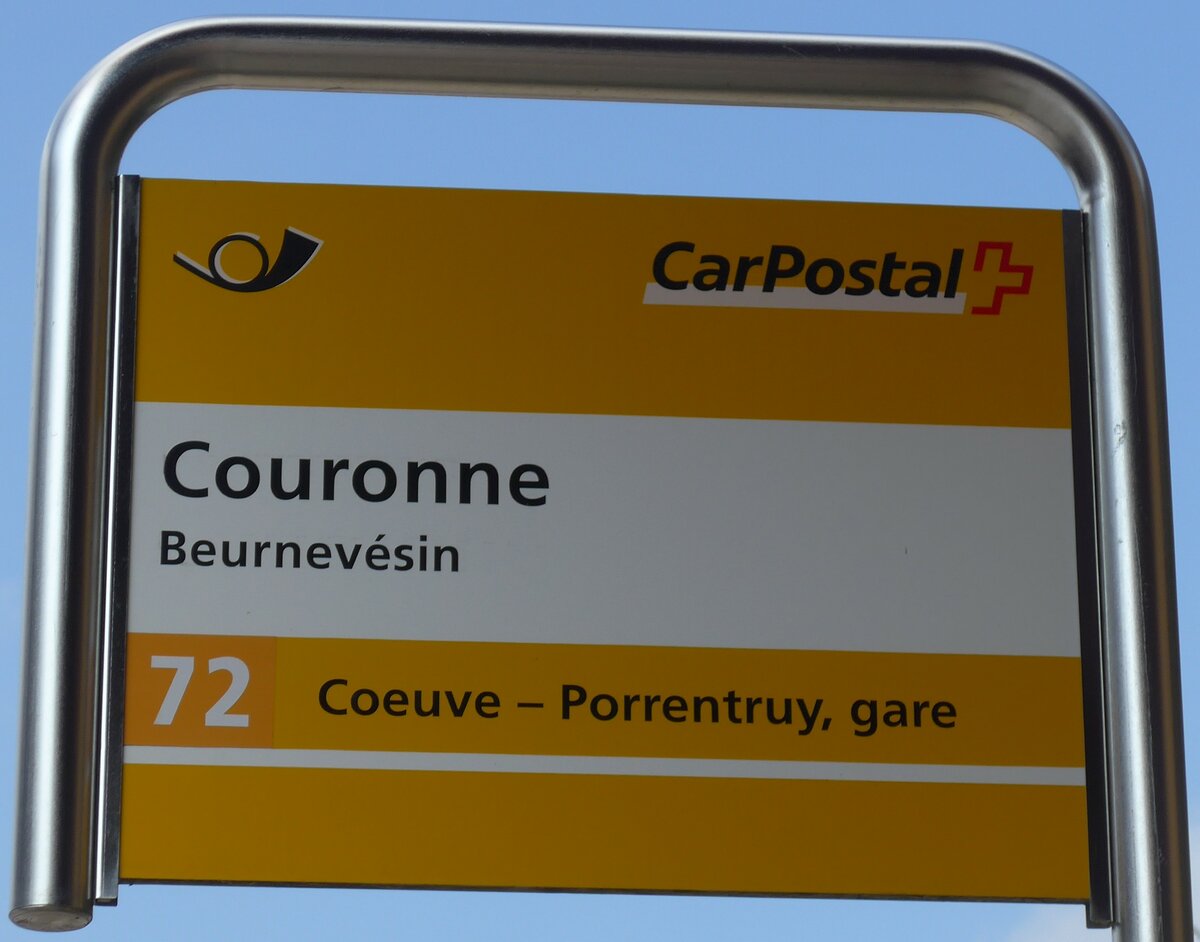 CarPostal
Couronne
Beurnevésin
72 Coeuve – Porrentruy, gare